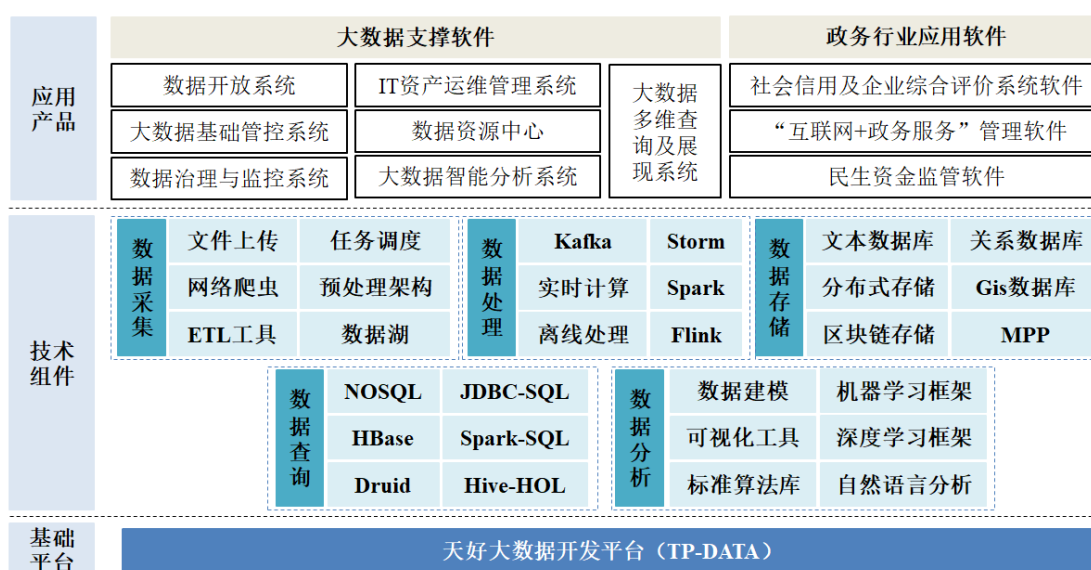 大数据支撑软件
政务行业应用软件
应用
产品
数据开放系统
IT资产运维管理系统
大数据
多维查
询及展
现系统
社会信用及企业综合评价系统软件
大数据基础管控系统
数据资源中心
“互联网+政务服务”管理软件
数据治理与监控系统
大数据智能分析系统
民生资金监管软件
技术
组件
数据采集
文件上传
任务调度
网络爬虫
预处理架构
ETL工具
数据湖
数据处理
Kafka
Storm
实时计算
Spark
离线处理
Flink
数据存储
文本数据库
关系数据库
分布式存储
Gis数据库
区块链存储
MPP
数据查询
NOSQL
JDBC-SQL
HBase
Spark-SQL
Druid
Hive-HOL
数据分析
数据建模
机器学习框架
可视化工具
深度学习框架
标准算法库
自然语言分析
基础
平台
天好大数据开发平台（TP-DATA）